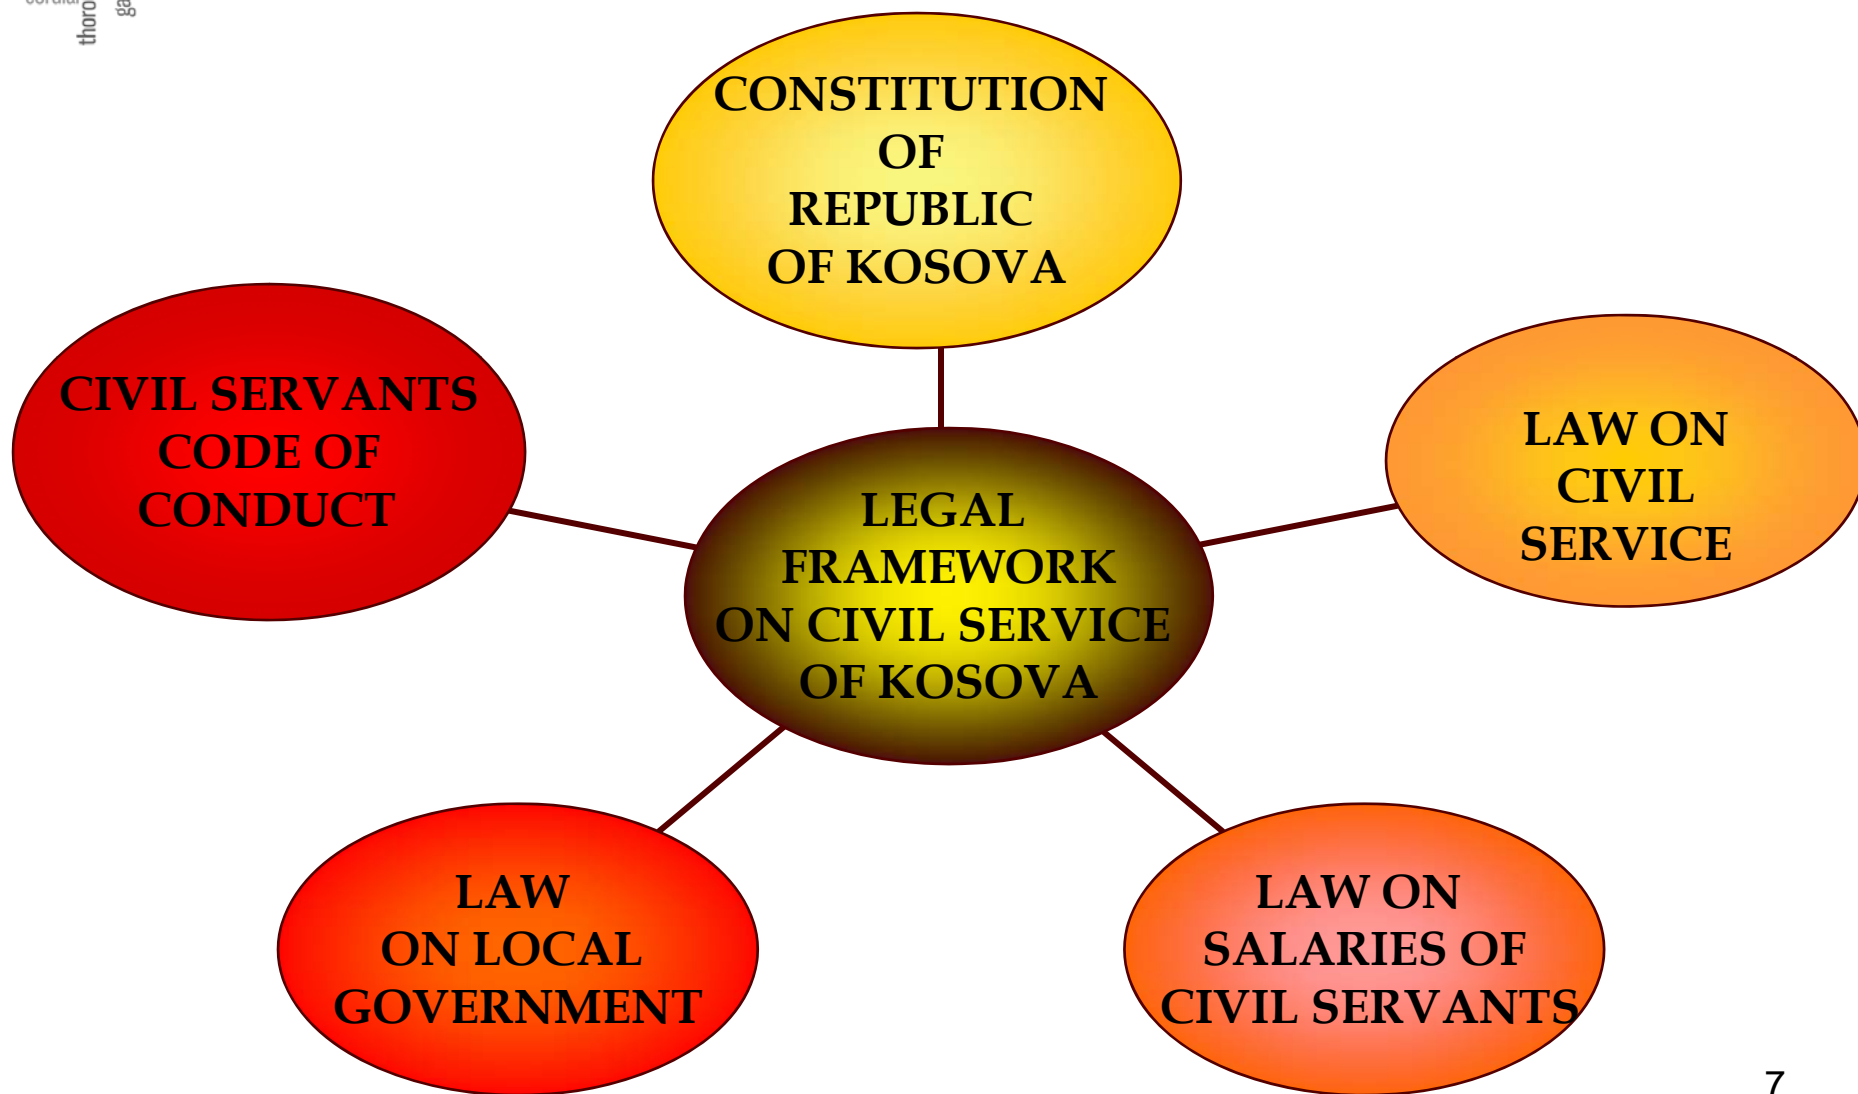 CONSTITUTION
OF
REPUBLIC
OF KOSOVA
CIVIL SERVANTS
CODE OF
CONDUCT
LAW ON
CIVIL
SERVICE
LEGAL
FRAMEWORK
ON CIVIL SERVICE
OF KOSOVA
LAW
ON LOCAL
GOVERNMENT
LAW ON
SALARIES OF
CIVIL SERVANTS
7